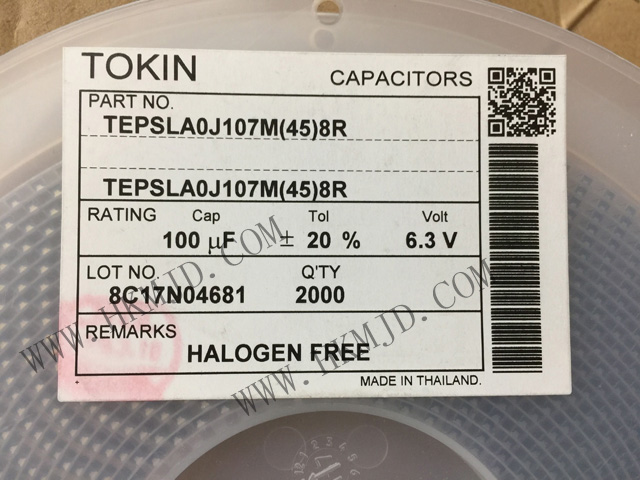 TOKIN
CAPACITORS
PART NO.
TEPSLA0J107M(45)8R
TEPSLA0J107M(45)8R
RATING Cap Tol Volt
100 µF ± 20 % 6.3 V
LOT NO. Q'TY
8C17N04681 2000
REMARKS
HALOGEN FREE
MADE IN THAILAND.
WWW.HKMJD.COM
WWW.HKMJD.COM